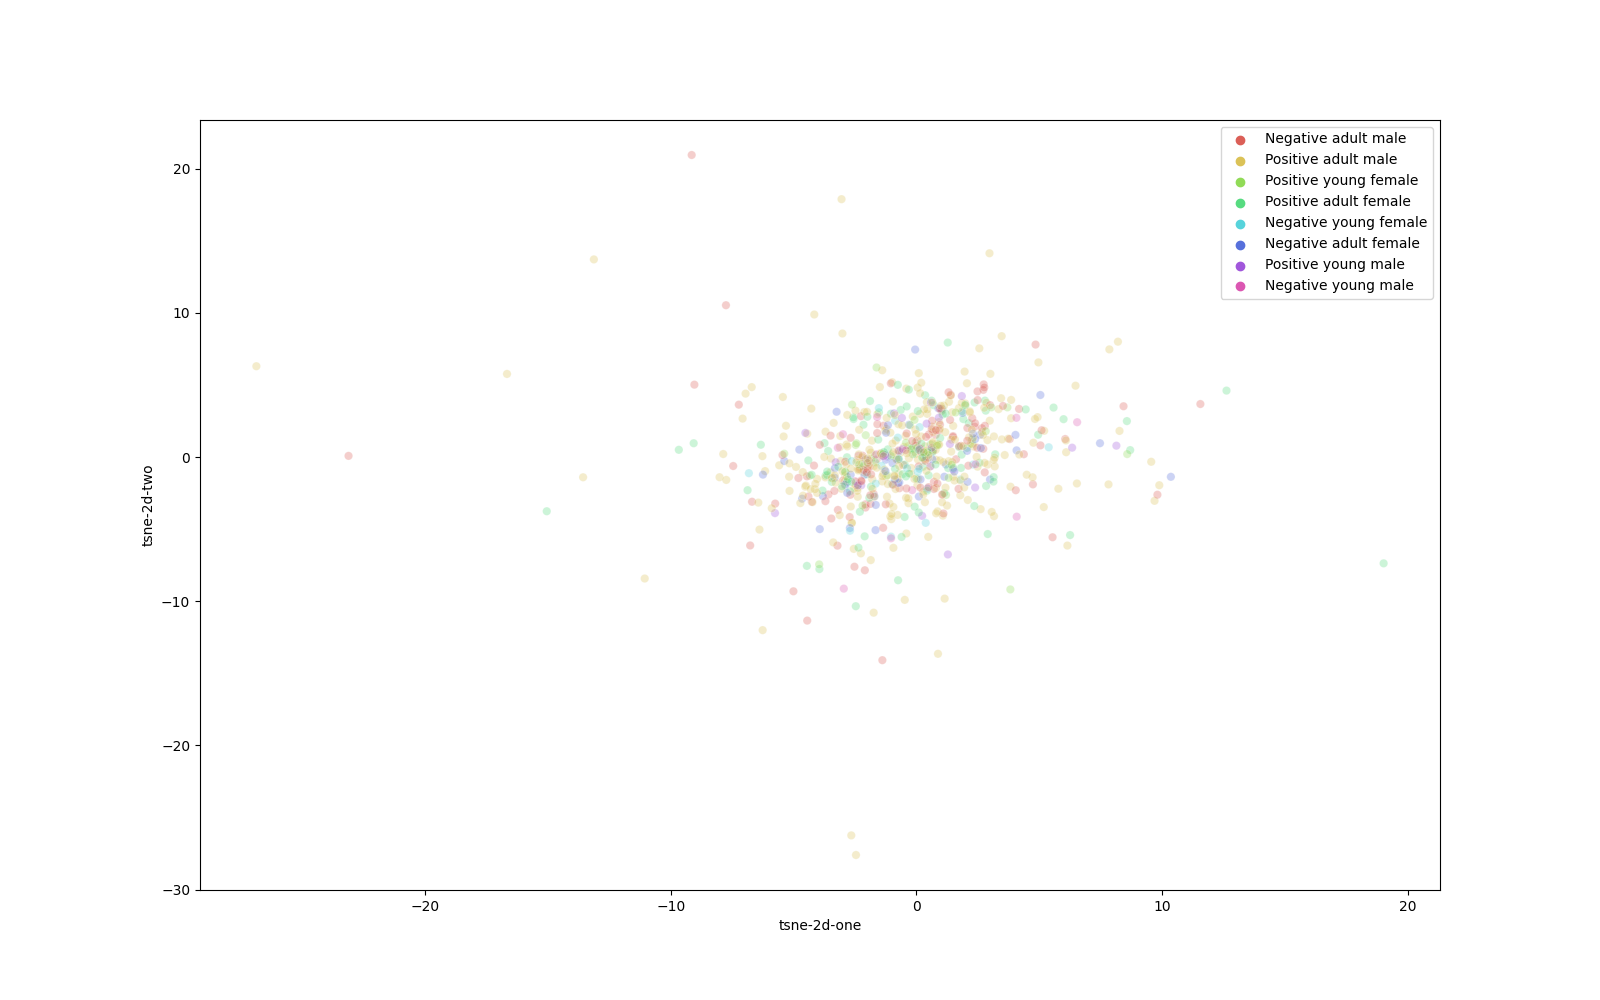 Negative adult male
Positive adult male
Positive young female
Positive adult female
Negative young female
Negative adult female
Positive young male
Negative young male
20
10
0
−10
−20
−30
tsne-2d-two
−20
−10
0
10
20
tsne-2d-one